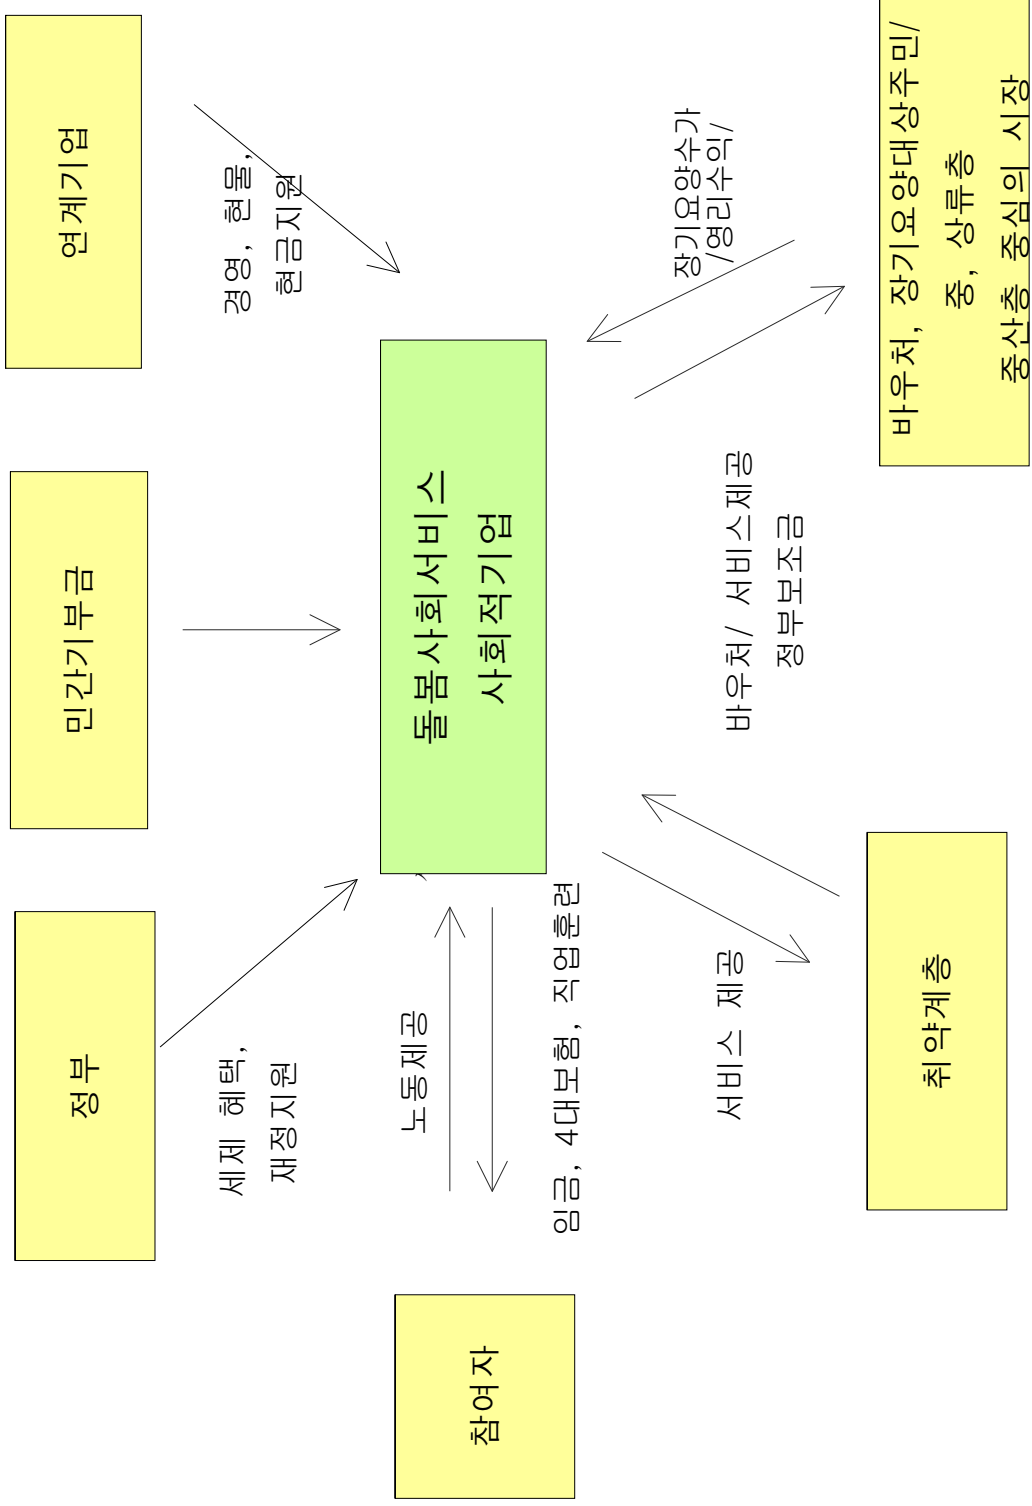 정부
민간기부금
연계기업
세제 혜택,
재정지원
경영, 현물,
현금지원
참여자
노동제공
임금, 4대보험, 직업훈련
돌봄사회서비스
사회적기업
장기요양수가
/영리수익/
바우처/ 서비스제공
정부보조금
서비스 제공
취약계층
바우처, 장기요양대상주민/
중, 상류층
중산층 중심의 시장